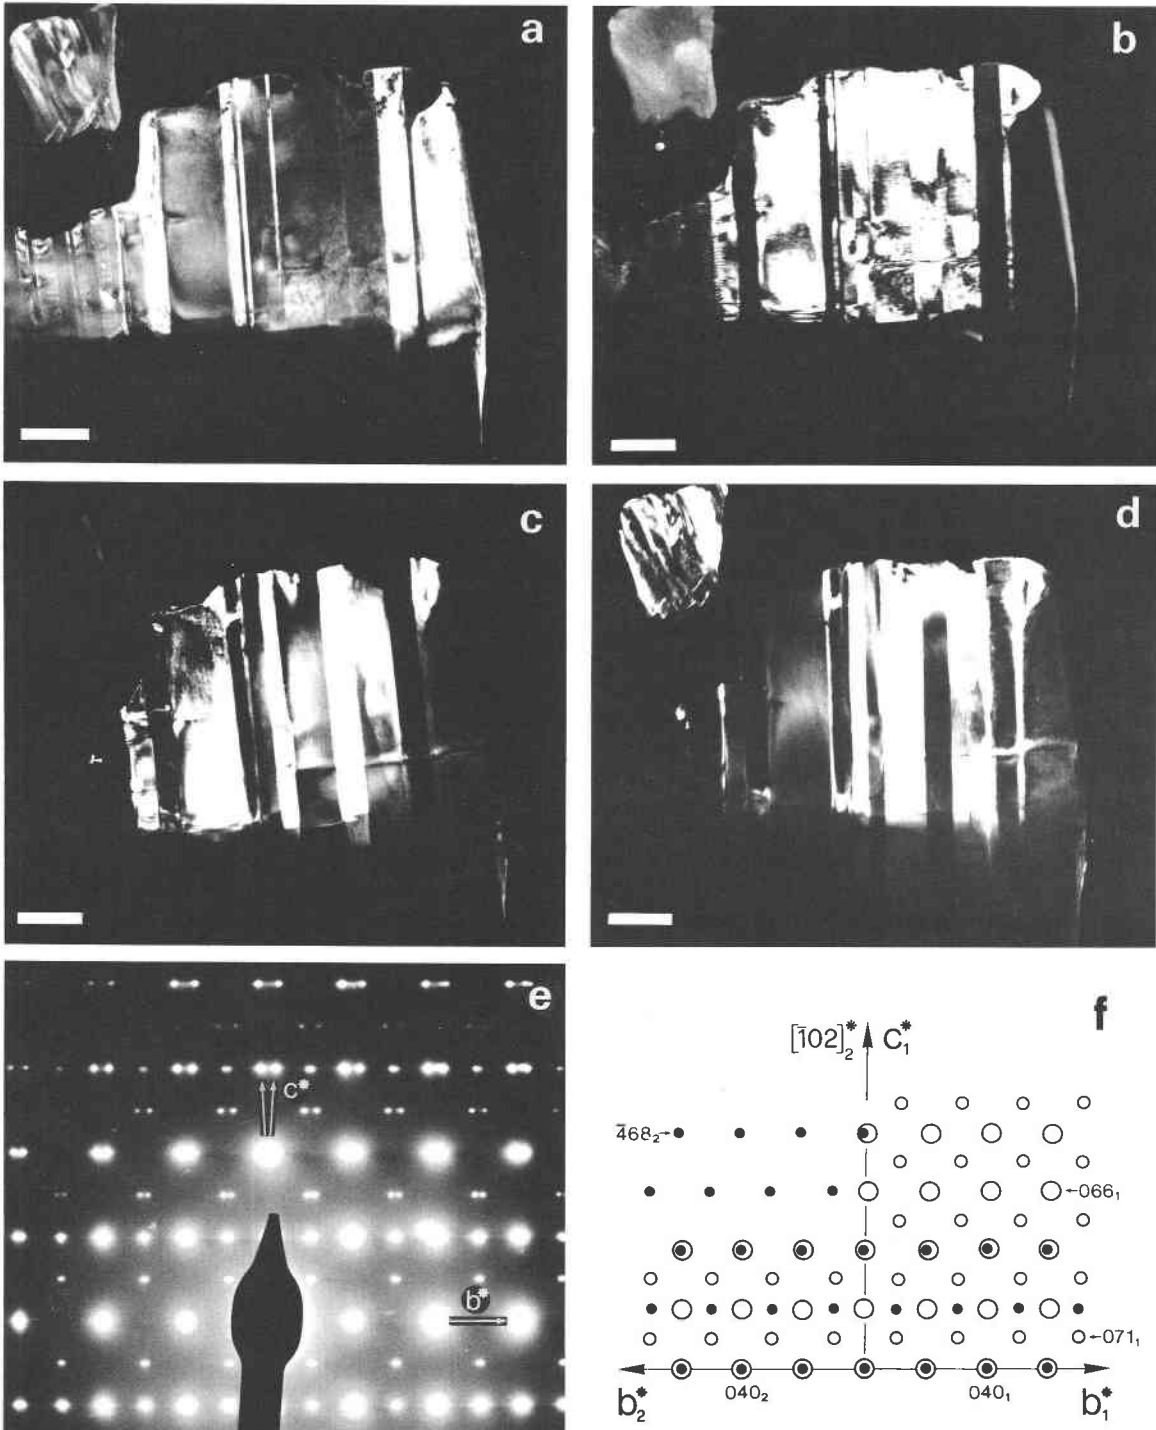 a
b
c
d
e
c*
b*
f
[1̄02]₂* C₁*
4̄68₂
066₁
071₁
040₂ 040₁
b₂* b₁*